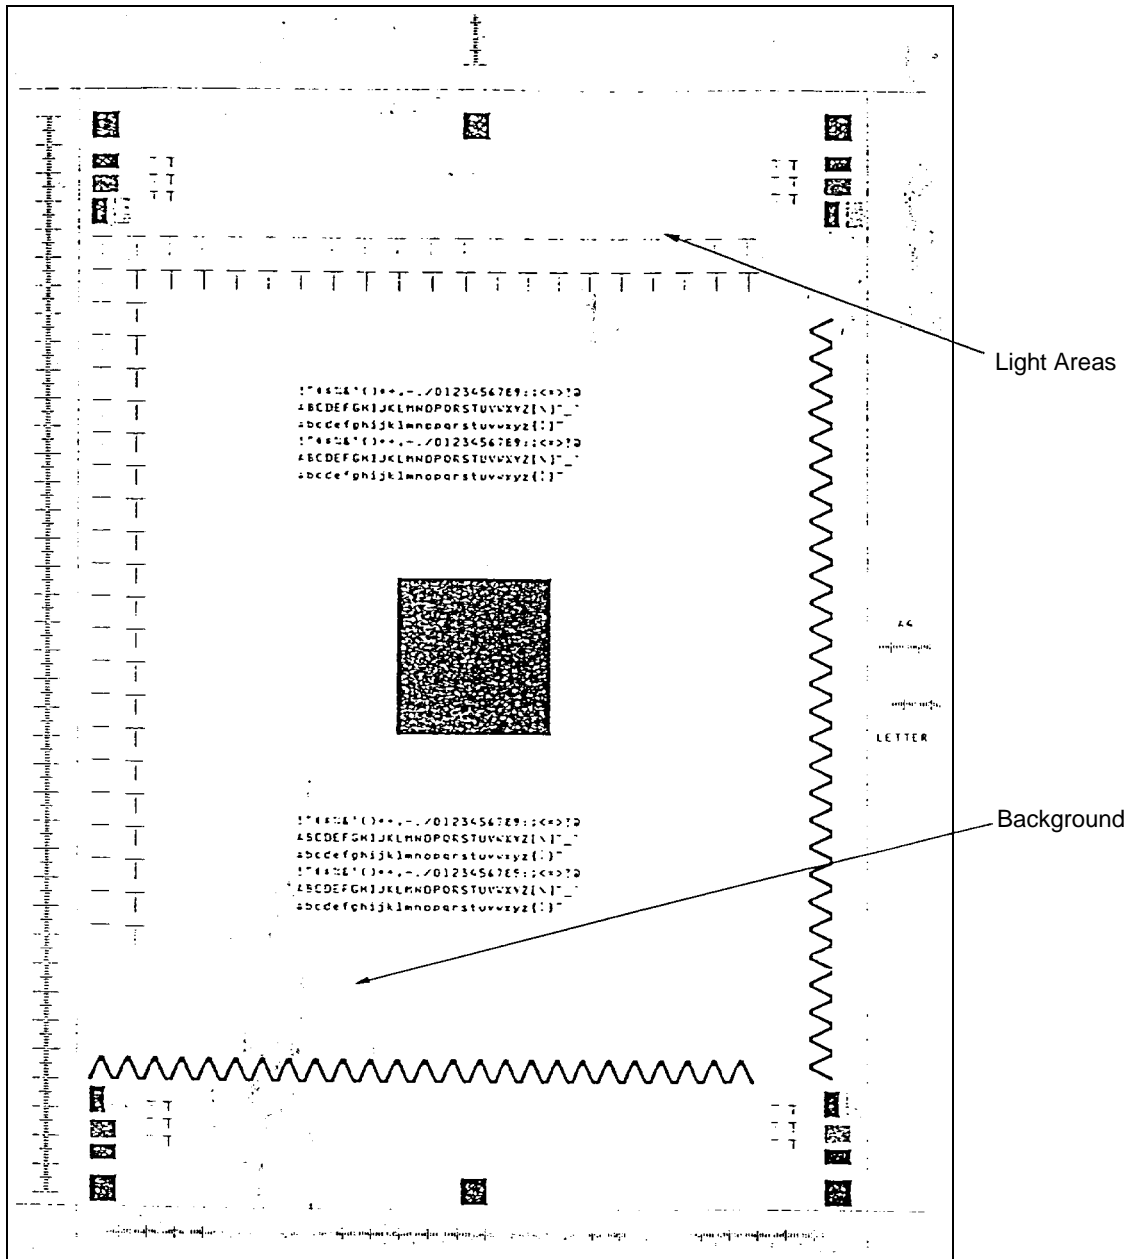 Light Areas
!"#$%&'()*+,-./0123456789:;<=>?@
ABCDEFGHIJKLMNOPQRSTUVWXYZ[\]^_`
abcdefghijklmnopqrstuvwxyz{|}~
!"#$%&'()*+,-./0123456789:;<=>?@
ABCDEFGHIJKLMNOPQRSTUVWXYZ[\]^_`
abcdefghijklmnopqrstuvwxyz{|}~
A4
LETTER
Background
!"#$%&'()*+,-./0123456789:;<=>?@
ABCDEFGHIJKLMNOPQRSTUVWXYZ[\]^_`
abcdefghijklmnopqrstuvwxyz{|}~
!"#$%&'()*+,-./0123456789:;<=>?@
ABCDEFGHIJKLMNOPQRSTUVWXYZ[\]^_`
abcdefghijklmnopqrstuvwxyz{|}~